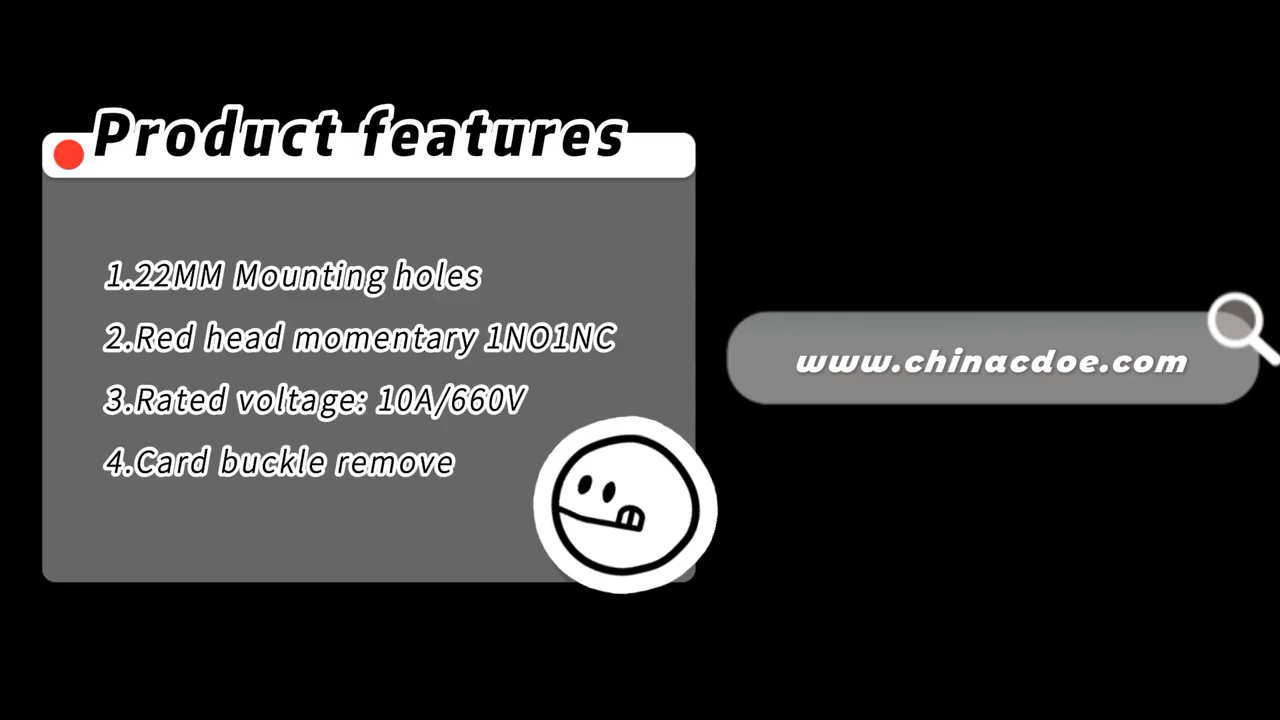 Product features
1.22MM Mounting holes
2.Red head momentary 1NO1NC
3.Rated voltage: 10A/660V
4.Card buckle remove
www.chinacdoe.com